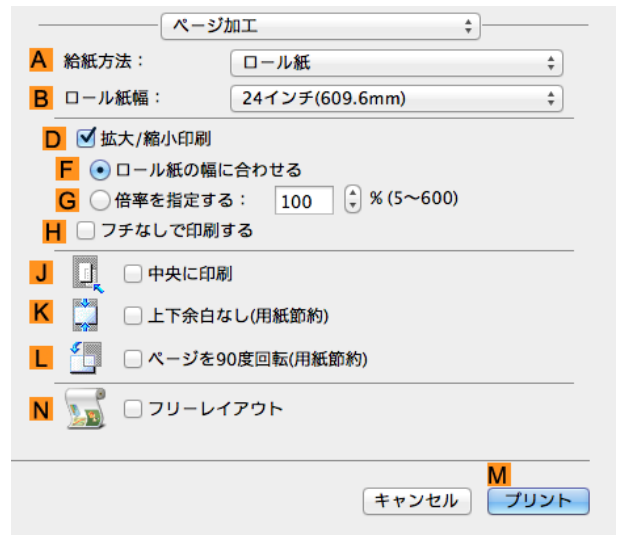 ページ加工
A 給紙方法： ロール紙
B ロール紙幅： 24インチ(609.6mm)
D 拡大/縮小印刷
F ロール紙の幅に合わせる
G 倍率を指定する： 100 % (5～600)
H フチなしで印刷する
J 中央に印刷
K 上下余白なし(用紙節約)
L ページを90度回転(用紙節約)
N フリーレイアウト
M
キャンセル プリント